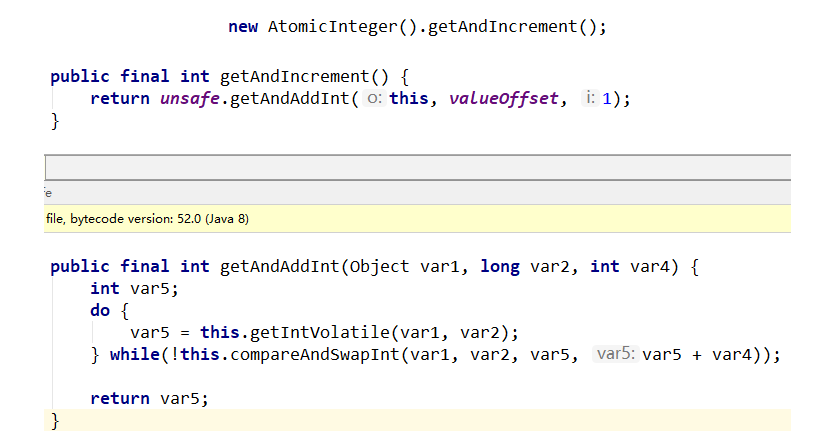 new AtomicInteger().getAndIncrement();
public final int getAndIncrement() {
return unsafe.getAndAddInt( o: this, valueOffset, i: 1);
}
fe
file, bytecode version: 52.0 (Java 8)
public final int getAndAddInt(Object var1, long var2, int var4) {
int var5;
do {
var5 = this.getIntVolatile(var1, var2);
} while(!this.compareAndSwapInt(var1, var2, var5, var5: var5 + var4));
return var5;
}